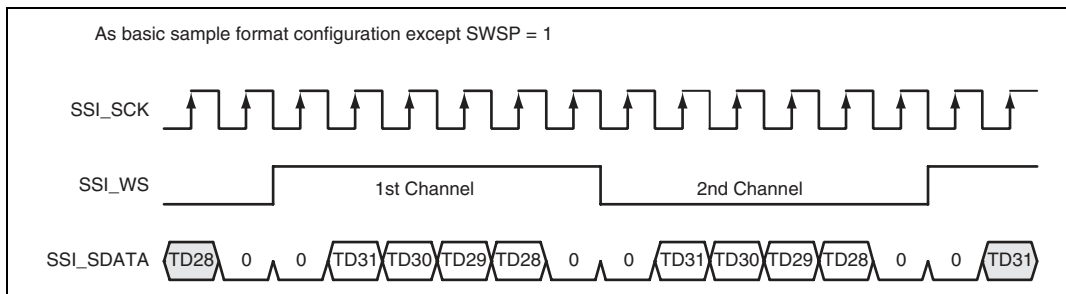 As basic sample format configuration except SWSP = 1
SSI_SCK
SSI_WS 1st Channel 2nd Channel
SSI_SDATA TD28 0 0 TD31 TD30 TD29 TD28 0 0 TD31 TD30 TD29 TD28 0 0 TD31